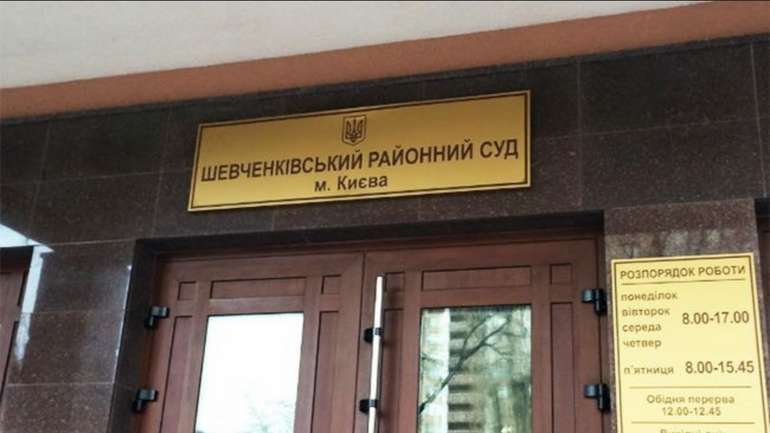 ШЕВЧЕНКІВСЬКИЙ РАЙОННИЙ СУД
м. Києва
РОЗПОРЯДОК РОБОТИ
понеділок
вівторок
середа
четвер
8.00-17.00
п'ятниця 8.00-15.45
Обідня перерва
12.00-12.45